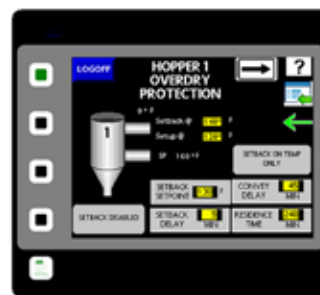 LOGOFF
HOPPER 1
OVERDRY
PROTECTION
?
0 °F
Setback @ F
Setup @ F
1
SP 160 °F
SETBACK ON TEMP
ONLY
SETBACK
SETPOINT F
CONVEY
DELAY MIN
SETBACK DISABLED
SETBACK
DELAY MIN
RESIDENCE
TIME MIN